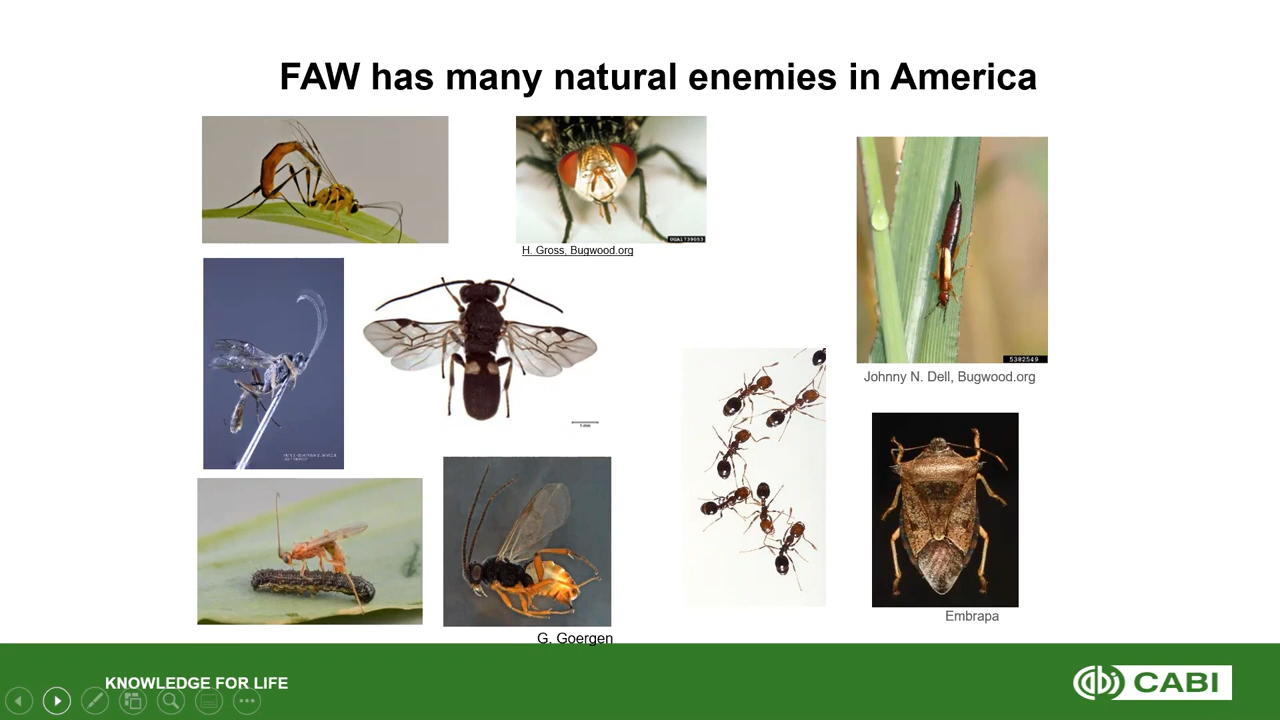 FAW has many natural enemies in America
H. Gross, Bugwood.org
5382549
Johnny N. Dell, Bugwood.org
Embrapa
G. Goergen
KNOWLEDGE FOR LIFE
CABI